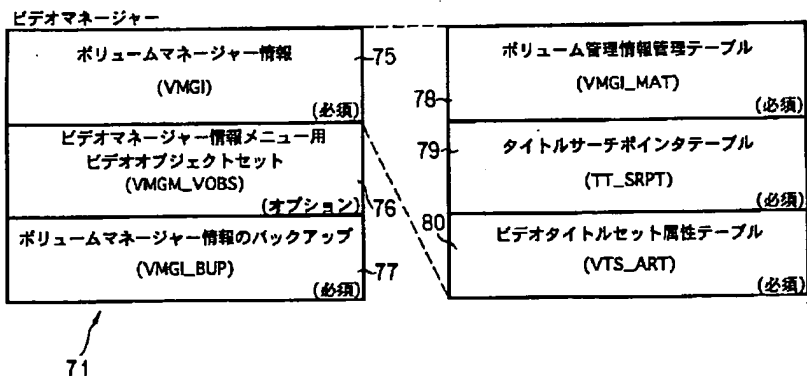 ビデオマネージャー
ボリュームマネージャー情報
(VMGI)
(必須)
75
ビデオマネージャー情報メニュー用
ビデオオブジェクトセット
(VMGM_VOBS)
(オプション)
76
ボリュームマネージャー情報のバックアップ
(VMGI_BUP)
(必須)
77
71
ボリューム管理情報管理テーブル
(VMGI_MAT)
(必須)
78
タイトルサーチポインタテーブル
(TT_SRPT)
(必須)
79
ビデオタイトルセット属性テーブル
(VTS_ART)
(必須)
80